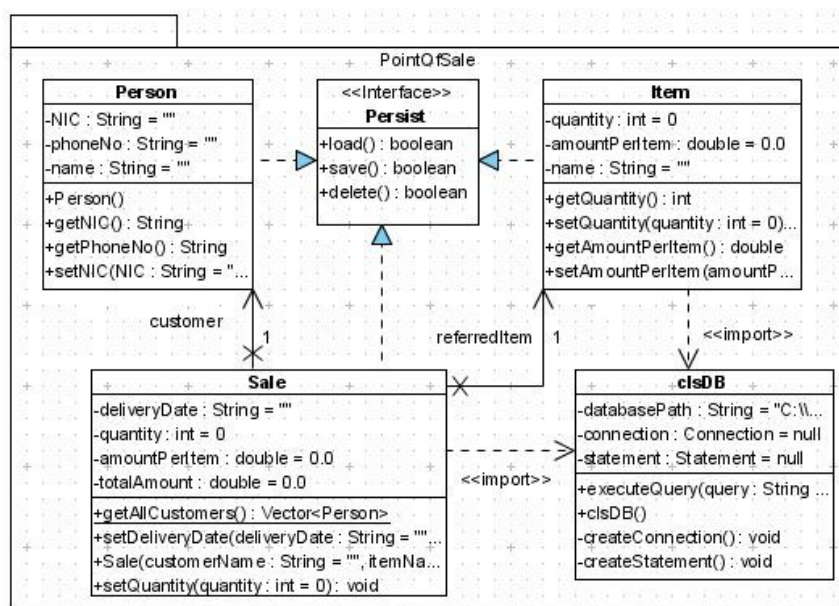 PointOfSale
Person
-NIC : String = ""
-phoneNo : String = ""
-name : String = ""
+Person()
+getNIC() : String
+getPhoneNo() : String
+setNIC(NIC : String = "...
<<Interface>>
Persist
+load() : boolean
+save() : boolean
+delete() : boolean
Item
-quantity : int = 0
-amountPerItem : double = 0.0
-name : String = ""
+getQuantity() : int
+setQuantity(quantity : int = 0)...
+getAmountPerItem() : double
+setAmountPerItem(amountP...
customer
1
referredItem
1
<<import>>
Sale
-deliveryDate : String = ""
-quantity : int = 0
-amountPerItem : double = 0.0
-totalAmount : double = 0.0
+getAllCustomers() : Vector<Person>
+setDeliveryDate(deliveryDate : String = ""...
+Sale(customerName : String = "", itemNa...
+setQuantity(quantity : int = 0) : void
<<import>>
clsDB
-databasePath : String = "C:\\...
-connection : Connection = null
-statement : Statement = null
+executeQuery(query : String ...
+clsDB()
-createConnection() : void
-createStatement() : void